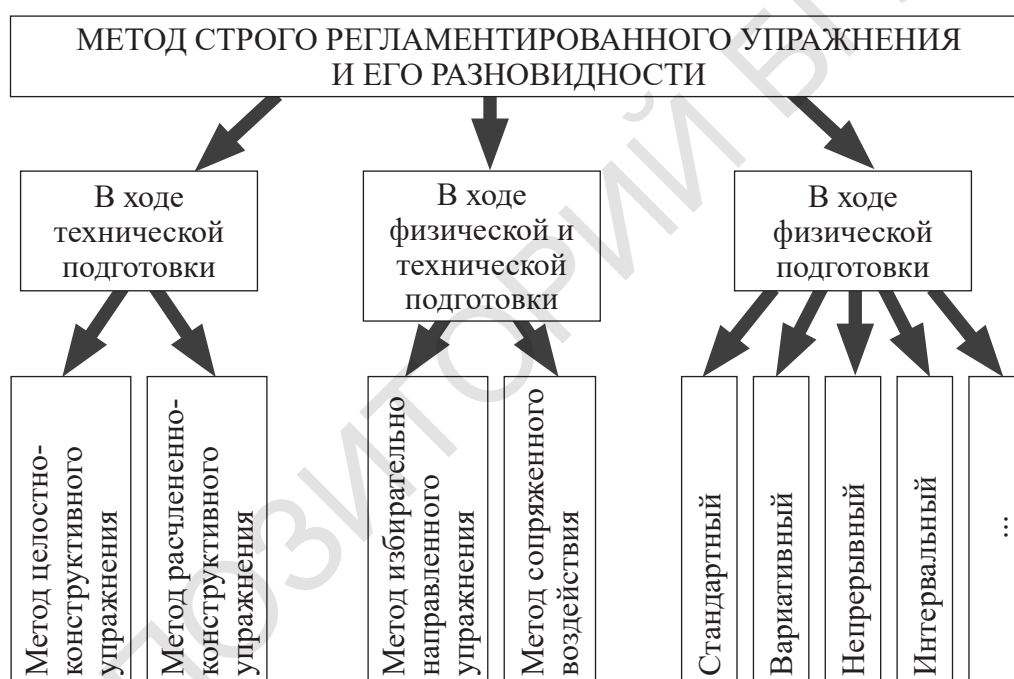 МЕТОД СТРОГО РЕГЛАМЕНТИРОВАННОГО УПРАЖНЕНИЯ
И ЕГО РАЗНОВИДНОСТИ
В ходе
технической
подготовки
В ходе
физической и
технической
подготовки
В ходе
физической
подготовки
Метод целостно-
конструктивного
упражнения
Метод расчлененно-
конструктивного
упражнения
Метод избирательно
направленного
упражнения
Метод сопряженного
воздействия
Стандартный
Вариативный
Непрерывный
Интервальный
...